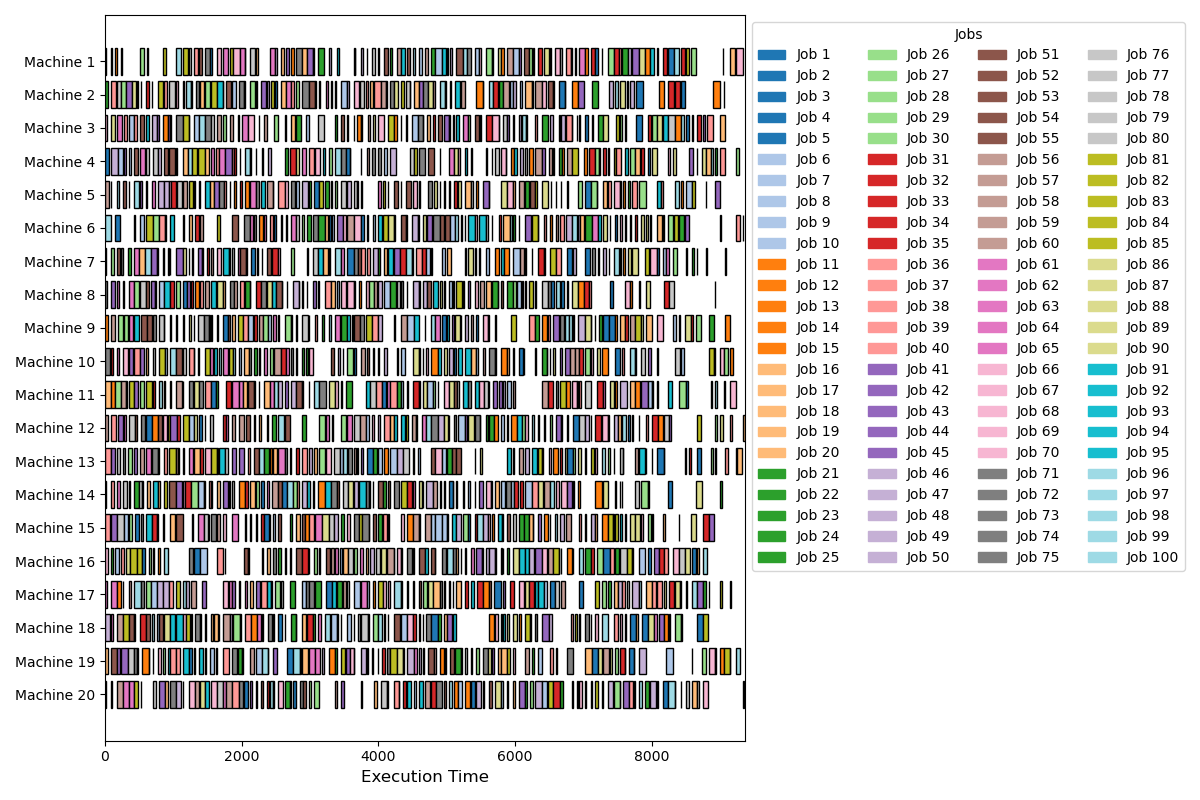 Machine 1
Machine 2
Machine 3
Machine 4
Machine 5
Machine 6
Machine 7
Machine 8
Machine 9
Machine 10
Machine 11
Machine 12
Machine 13
Machine 14
Machine 15
Machine 16
Machine 17
Machine 18
Machine 19
Machine 20
0 2000 4000 6000 8000
Execution Time
Jobs
Job 1 Job 26 Job 51 Job 76
Job 2 Job 27 Job 52 Job 77
Job 3 Job 28 Job 53 Job 78
Job 4 Job 29 Job 54 Job 79
Job 5 Job 30 Job 55 Job 80
Job 6 Job 31 Job 56 Job 81
Job 7 Job 32 Job 57 Job 82
Job 8 Job 33 Job 58 Job 83
Job 9 Job 34 Job 59 Job 84
Job 10 Job 35 Job 60 Job 85
Job 11 Job 36 Job 61 Job 86
Job 12 Job 37 Job 62 Job 87
Job 13 Job 38 Job 63 Job 88
Job 14 Job 39 Job 64 Job 89
Job 15 Job 40 Job 65 Job 90
Job 16 Job 41 Job 66 Job 91
Job 17 Job 42 Job 67 Job 92
Job 18 Job 43 Job 68 Job 93
Job 19 Job 44 Job 69 Job 94
Job 20 Job 45 Job 70 Job 95
Job 21 Job 46 Job 71 Job 96
Job 22 Job 47 Job 72 Job 97
Job 23 Job 48 Job 73 Job 98
Job 24 Job 49 Job 74 Job 99
Job 25 Job 50 Job 75 Job 100